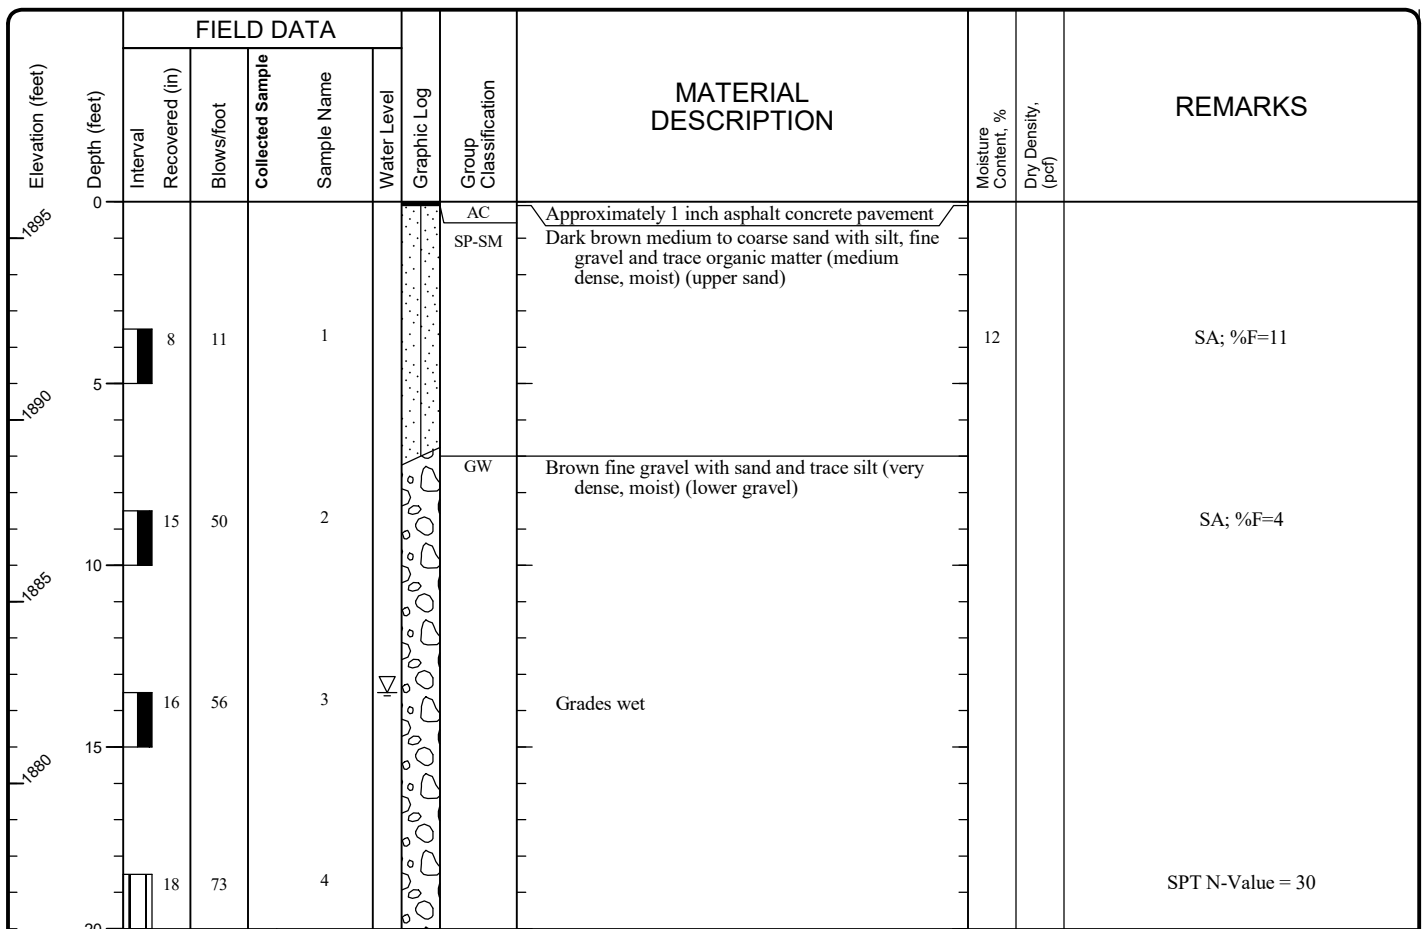 FIELD DATA
Elevation (feet)
Depth (feet)
Interval
Recovered (in)
Blows/foot
Collected Sample
Sample Name
Water Level
Graphic Log
Group
Classification
MATERIAL
DESCRIPTION
Moisture
Content, %
Dry Density,
(pcf)
REMARKS
0
AC
Approximately 1 inch asphalt concrete pavement
1895
SP-SM
Dark brown medium to coarse sand with silt, fine
gravel and trace organic matter (medium
dense, moist) (upper sand)
8
11
1
12
SA; %F=11
5
1890
GW
Brown fine gravel with sand and trace silt (very
dense, moist) (lower gravel)
15
50
2
SA; %F=4
10
1885
16
56
3
Grades wet
15
1880
18
73
4
SPT N-Value = 30
20